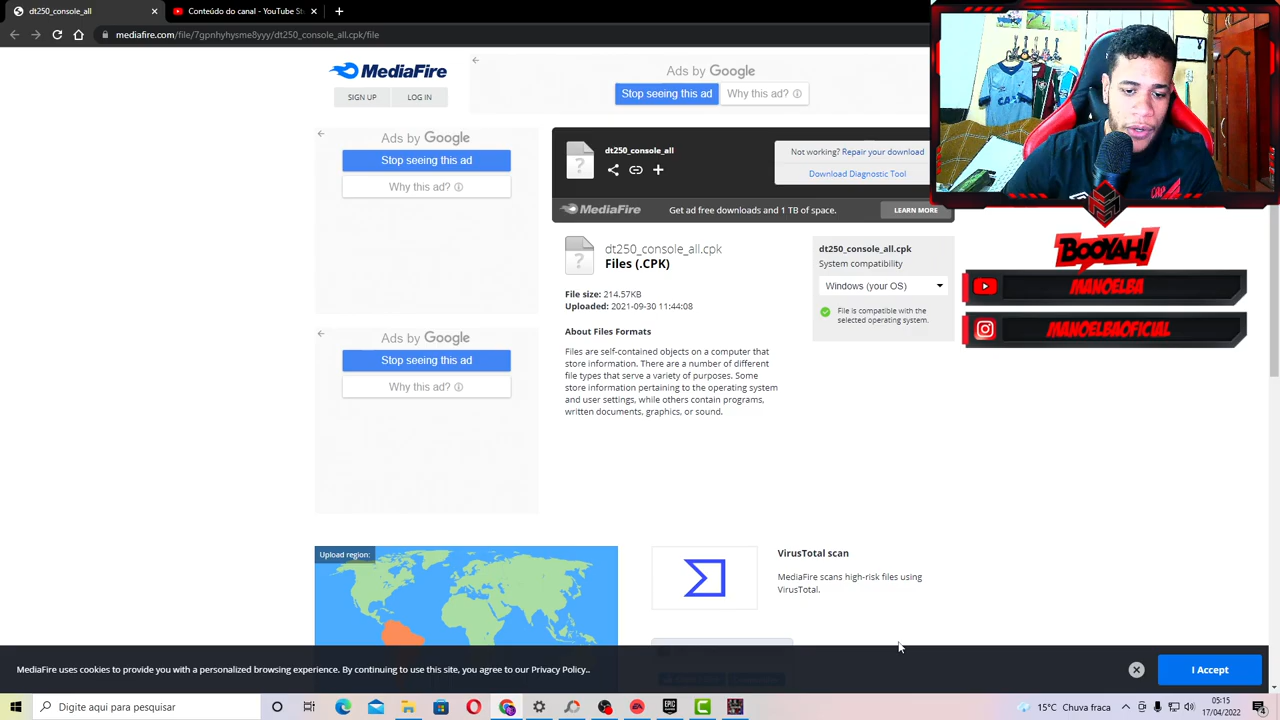 dt250_console_all
Conteúdo do canal - YouTube St
mediafire.com/file/7gpnhyhysme8yyy/dt250_console_all.cpk/file
MediaFire
SIGN UP
LOG IN
Ads by Google
Stop seeing this ad
Why this ad?
Ads by Google
Stop seeing this ad
Why this ad?
dt250_console_all
Not working? Repair your download
Download Diagnostic Tool
MediaFire
Get ad free downloads and 1 TB of space.
LEARN MORE
dt250_console_all.cpk
Files (.CPK)
File size: 214.57KB
Uploaded: 2021-09-30 11:44:08
About Files Formats
Files are self-contained objects on a computer that
store information. There are a number of different
file types that serve a variety of purposes. Some
store information pertaining to the operating system
and user settings, while others contain programs,
written documents, graphics, or sound.
dt250_console_all.cpk
System compatibility
Windows (your OS)
File is compatible with the
selected operating system.
BOOYAH!
MANOELBA
MANOELBAOFICIAL
Ads by Google
Stop seeing this ad
Why this ad?
Upload region:
VirusTotal scan
MediaFire scans high-risk files using
VirusTotal.
MediaFire uses cookies to provide you with a personalized browsing experience. By continuing to use this site, you agree to our Privacy Policy..
I Accept
Digite aqui para pesquisar
15°C Chuva fraca
05:15
17/04/2022
4